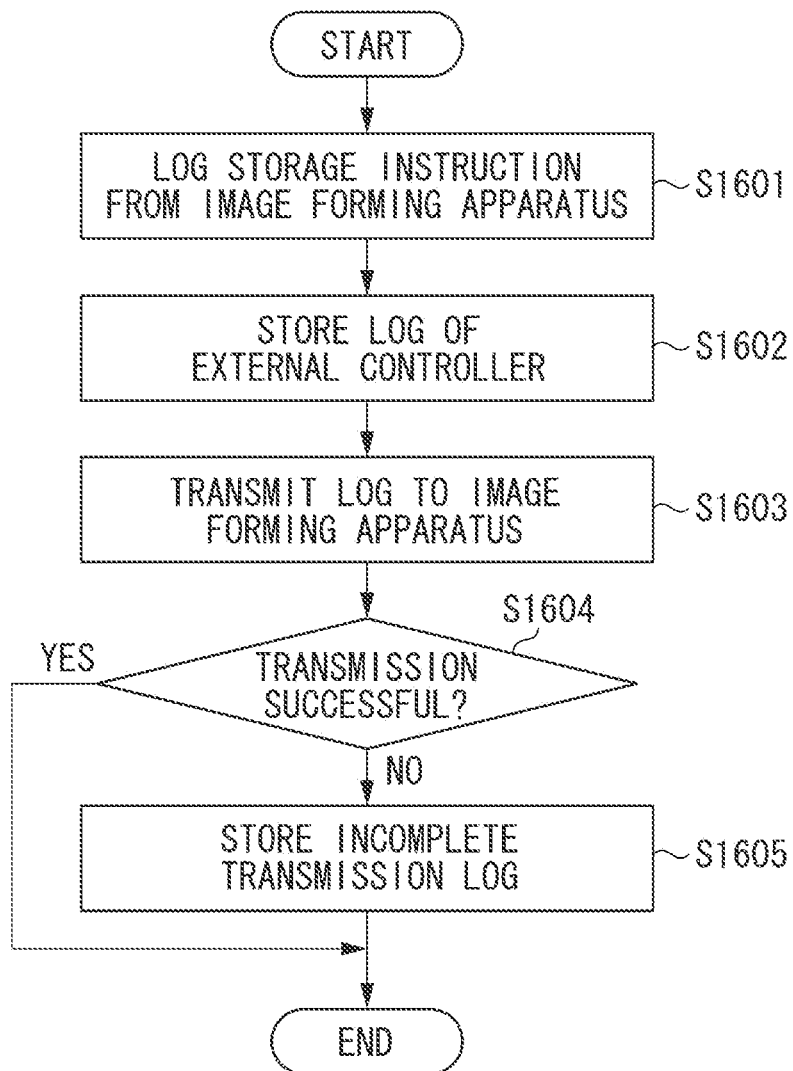 START
LOG STORAGE INSTRUCTION
FROM IMAGE FORMING APPARATUS
S1601
STORE LOG OF
EXTERNAL CONTROLLER
S1602
TRANSMIT LOG TO IMAGE
FORMING APPARATUS
S1603
S1604
YES
TRANSMISSION
SUCCESSFUL?
NO
STORE INCOMPLETE
TRANSMISSION LOG
S1605
END